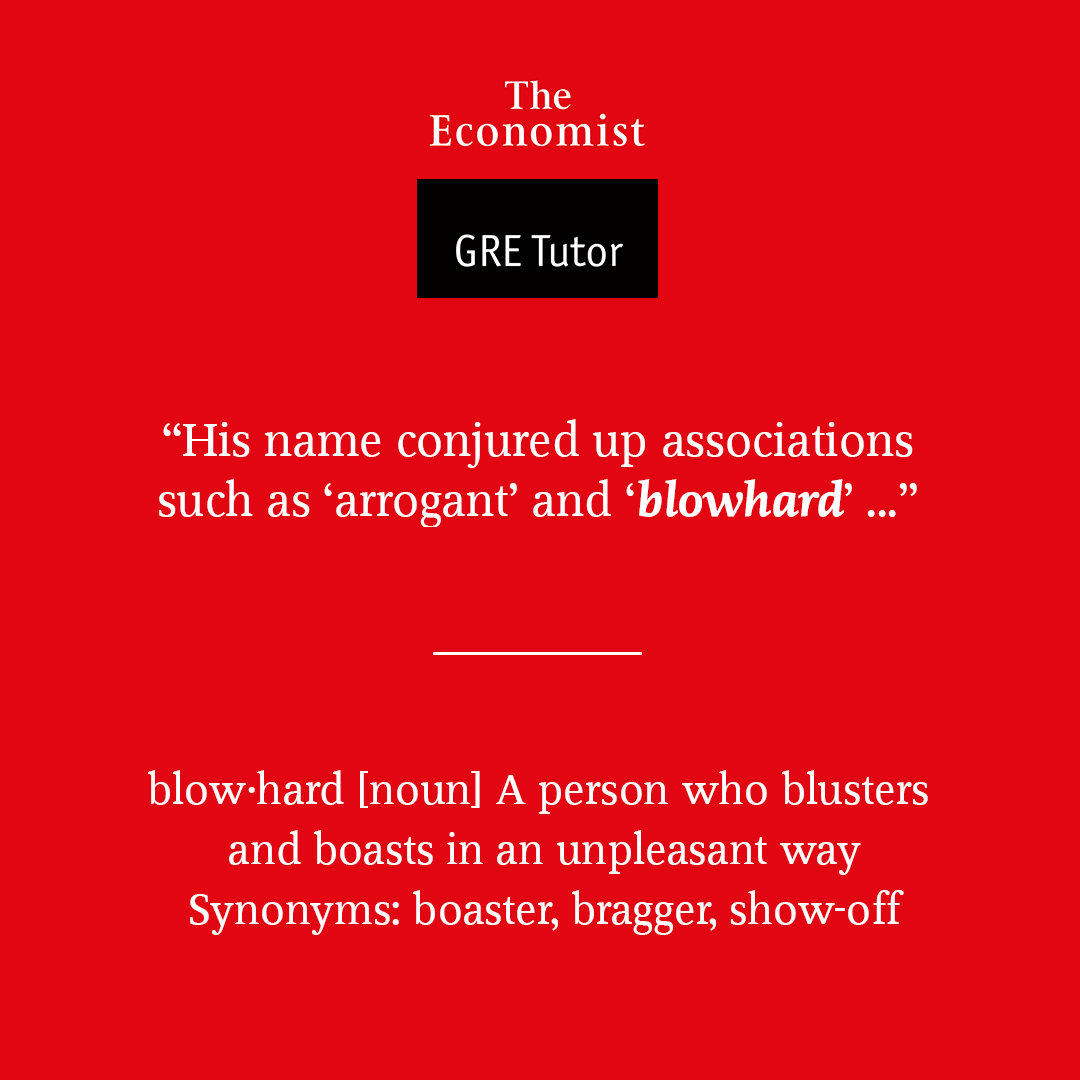 The
Economist
GRE Tutor
“His name conjured up associations
such as ‘arrogant’ and ‘blowhard’ ...”
blow·hard [noun] A person who blusters
and boasts in an unpleasant way
Synonyms: boaster, bragger, show-off